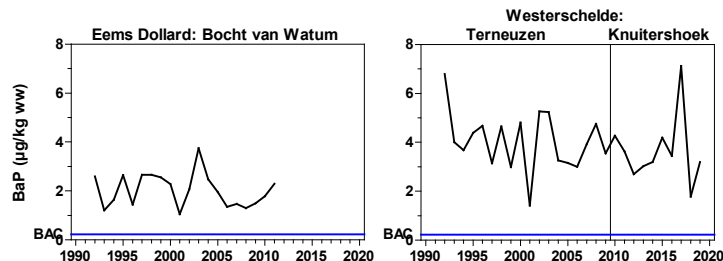 Westerschelde:
Eems Dollard: Bocht van Watum
Terneuzen Knuitershoek
BaP (µg/kg ww)
8
6
4
2
0
BAC
1990 1995 2000 2005 2010 2015 2020
8
6
4
2
0
BAC
1990 1995 2000 2005 2010 2015 2020